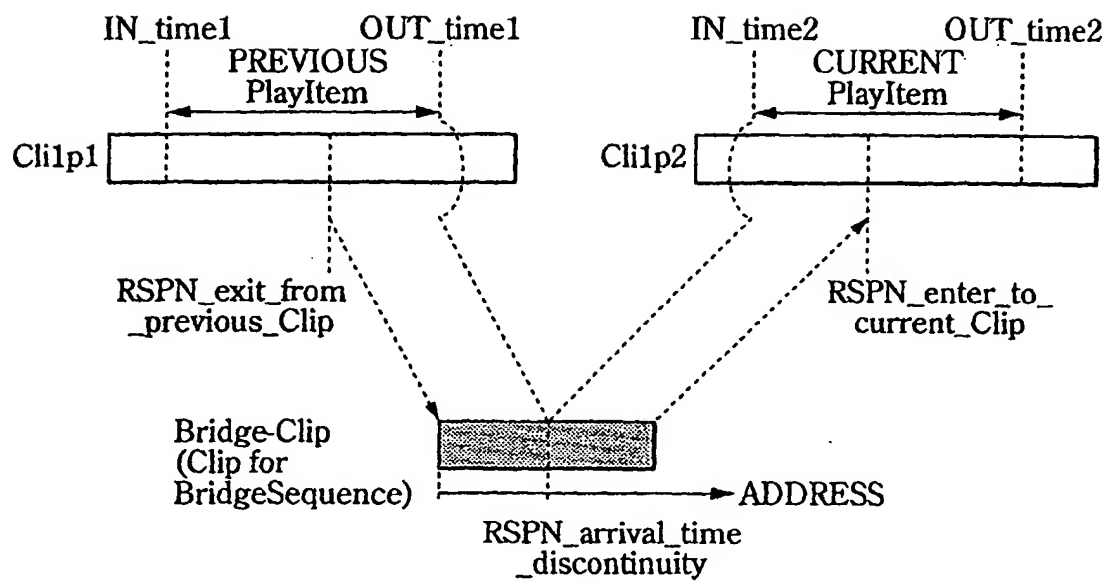 IN_time1 OUT_time1 IN_time2 OUT_time2
PREVIOUS
PlayItem
CURRENT
PlayItem
Cli1p1
Cli1p2
RSPN_exit_from
_previous_Clip
RSPN_enter_to_
current_Clip
Bridge-Clip
(Clip for
BridgeSequence)
ADDRESS
RSPN_arrival_time
_discontinuity